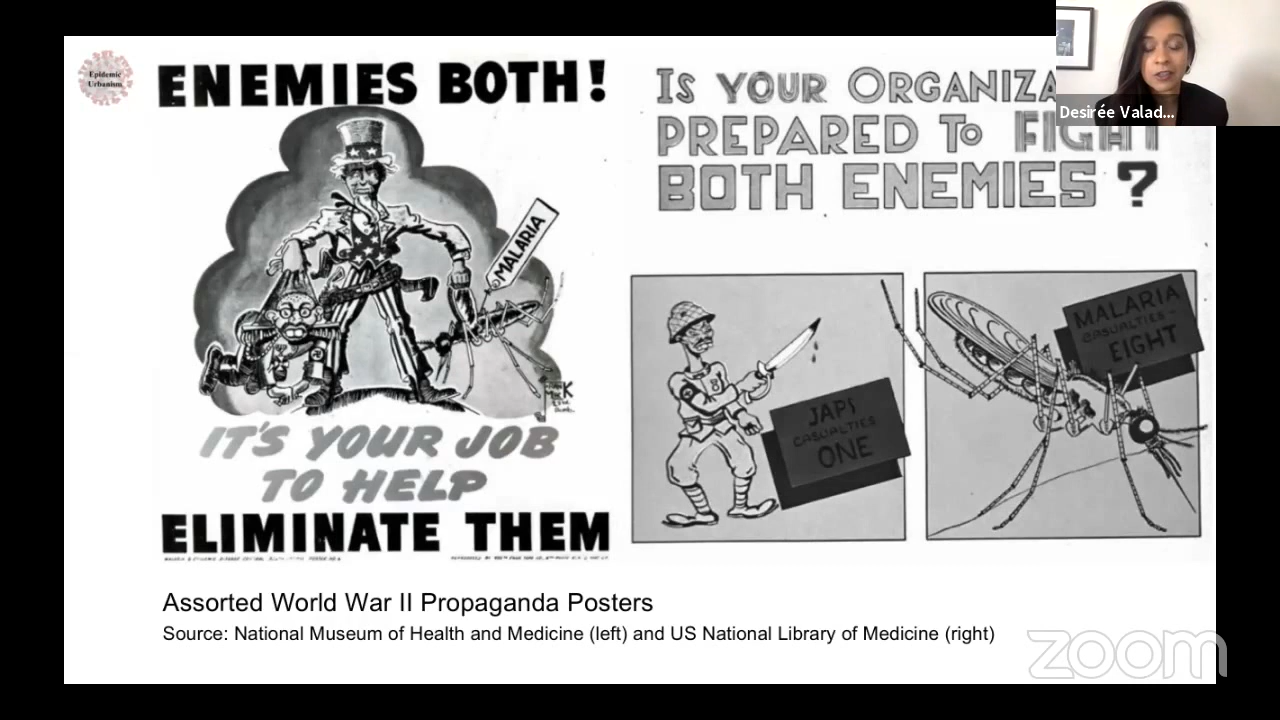 Epidemic
Urbanism
ENEMIES BOTH!
MALARIA
IT'S YOUR JOB
TO HELP
ELIMINATE THEM
IS YOUR ORGANIZA
PREPARED TO FIGHT
BOTH ENEMIES?
JAPS
CASUALTIES
ONE
MALARIA
CASUALTIES-
EIGHT
Assorted World War II Propaganda Posters
Source: National Museum of Health and Medicine (left) and US National Library of Medicine (right)
Desirée Valad...
zoom